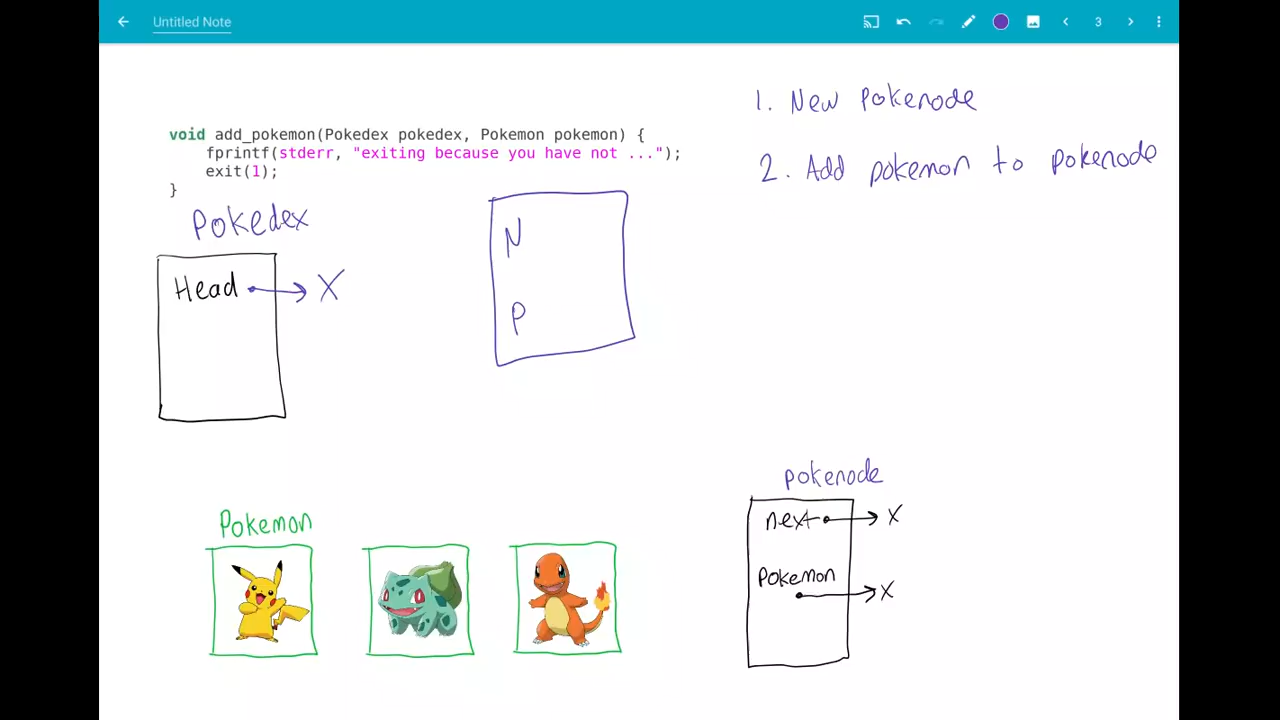 Untitled Note
3
1. New pokenode
void add_pokemon(Pokedex pokedex, Pokemon pokemon) {
fprintf(stderr, "exiting because you have not ...");
exit(1);
}
2. Add pokemon to pokenode
Pokedex
Head X
N
P
pokenode
next X
Pokemon
X
Pokemon